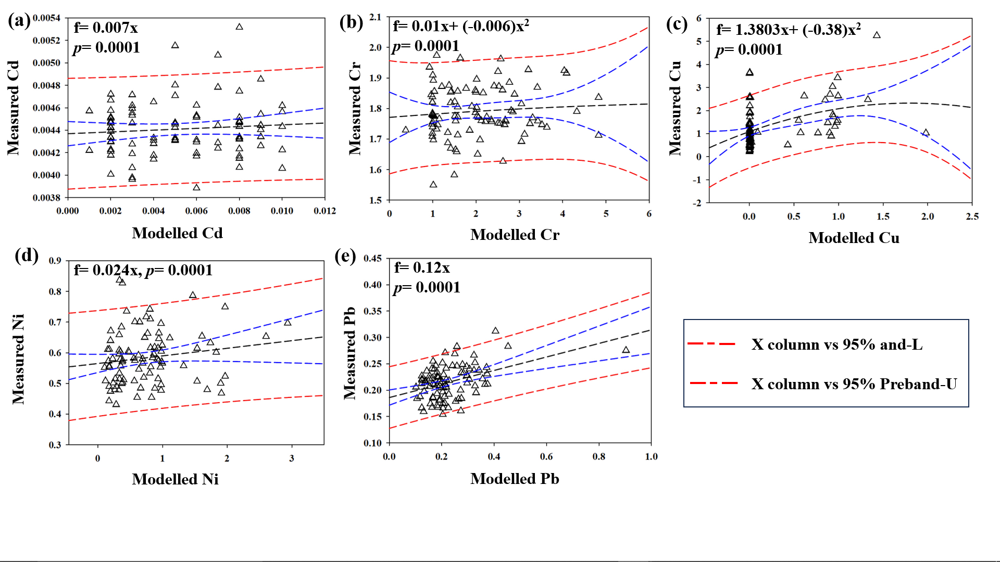 (a)
f= 0.007x
p= 0.0001
Measured Cd
0.0054
0.0052
0.0050
0.0048
0.0046
0.0044
0.0042
0.0040
0.0038
0.000 0.002 0.004 0.006 0.008 0.010 0.012
Modelled Cd
(b)
f= 0.01x+ (-0.006)x²
p= 0.0001
Measured Cr
2.1
2.0
1.9
1.8
1.7
1.6
1.5
0 1 2 3 4 5 6
Modelled Cr
(c)
f= 1.3803x+ (-0.38)x²
p= 0.0001
Measured Cu
6
5
4
3
2
1
0
-1
-2
0.0 0.5 1.0 1.5 2.0 2.5
Modelled Cu
(d)
f= 0.024x, p= 0.0001
Measured Ni
0.9
0.8
0.7
0.6
0.5
0.4
0.3
0 1 2 3
Modelled Ni
(e)
f= 0.12x
p= 0.0001
Measured Pb
0.45
0.40
0.35
0.30
0.25
0.20
0.15
0.10
0.0 0.2 0.4 0.6 0.8 1.0
Modelled Pb
X column vs 95% and-L
X column vs 95% Preband-U